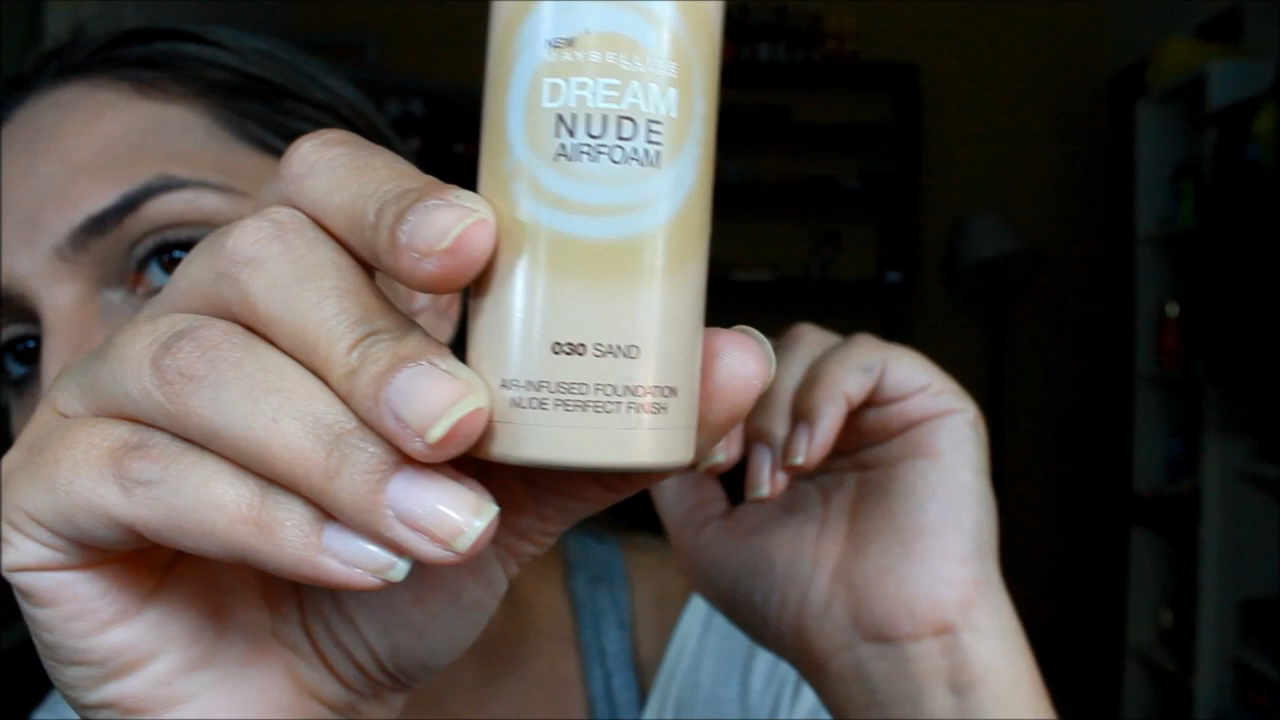 NEW
MAYBELLINE
DREAM
NUDE
AIRFOAM
030 SAND
AIR-INFUSED FOUNDATION
NUDE PERFECT FINISH